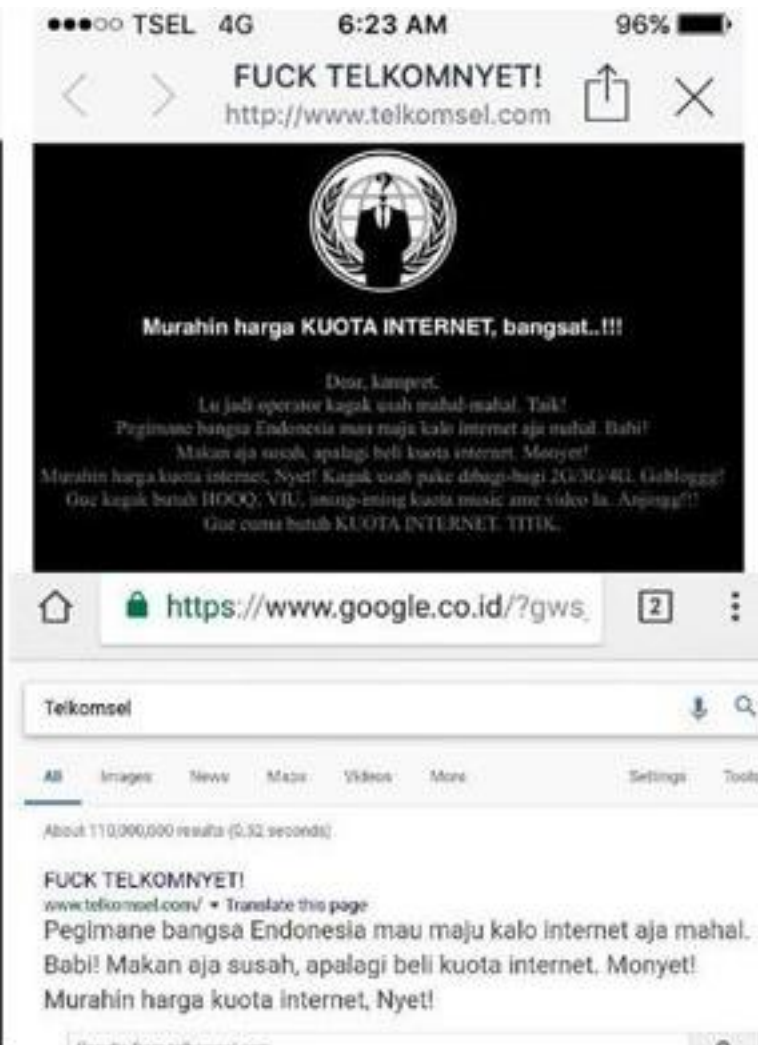 TSEL 4G 6:23 AM 96%
FUCK TELKOMNYET!
http://www.telkomsel.com
?
Murahin harga KUOTA INTERNET, bangsat..!!!
Dear, kampret.
Lu jadi operator kagak usah mahal-mahal. Taik!
Pegimane bangsa Endonesia mau maju kalo internet aja mahal. Babi!
Makan aja susah, apalagi beli kuota internet. Monyet!
Murahin harga kuota internet, Nyet! Kagak usah pake dibagi-bagi 2G/3G/4G. Gobloggg!
Gue kagak butuh HOOQ, VIU, iming-iming kuota music ame video lu. Anjingg!!!
Gue cuma butuh KUOTA INTERNET. TITIK.
https://www.google.co.id/?gws_ 2
Telkomsel
All Images News Maps Videos More Settings Tools
About 110,000,000 results (0.32 seconds)
FUCK TELKOMNYET!
www.telkomsel.com/ Translate this page
Pegimane bangsa Endonesia mau maju kalo internet aja mahal.
Babi! Makan aja susah, apalagi beli kuota internet. Monyet!
Murahin harga kuota internet, Nyet!